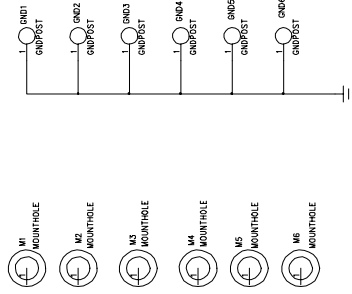 GND1
1
GNDPOST
GND2
1
GNDPOST
GND3
1
GNDPOST
GND4
1
GNDPOST
GND5
1
GNDPOST
GND6
1
GNDPOST
M1
MOUNTHOLE
M2
MOUNTHOLE
M3
MOUNTHOLE
M4
MOUNTHOLE
M5
MOUNTHOLE
M6
MOUNTHOLE